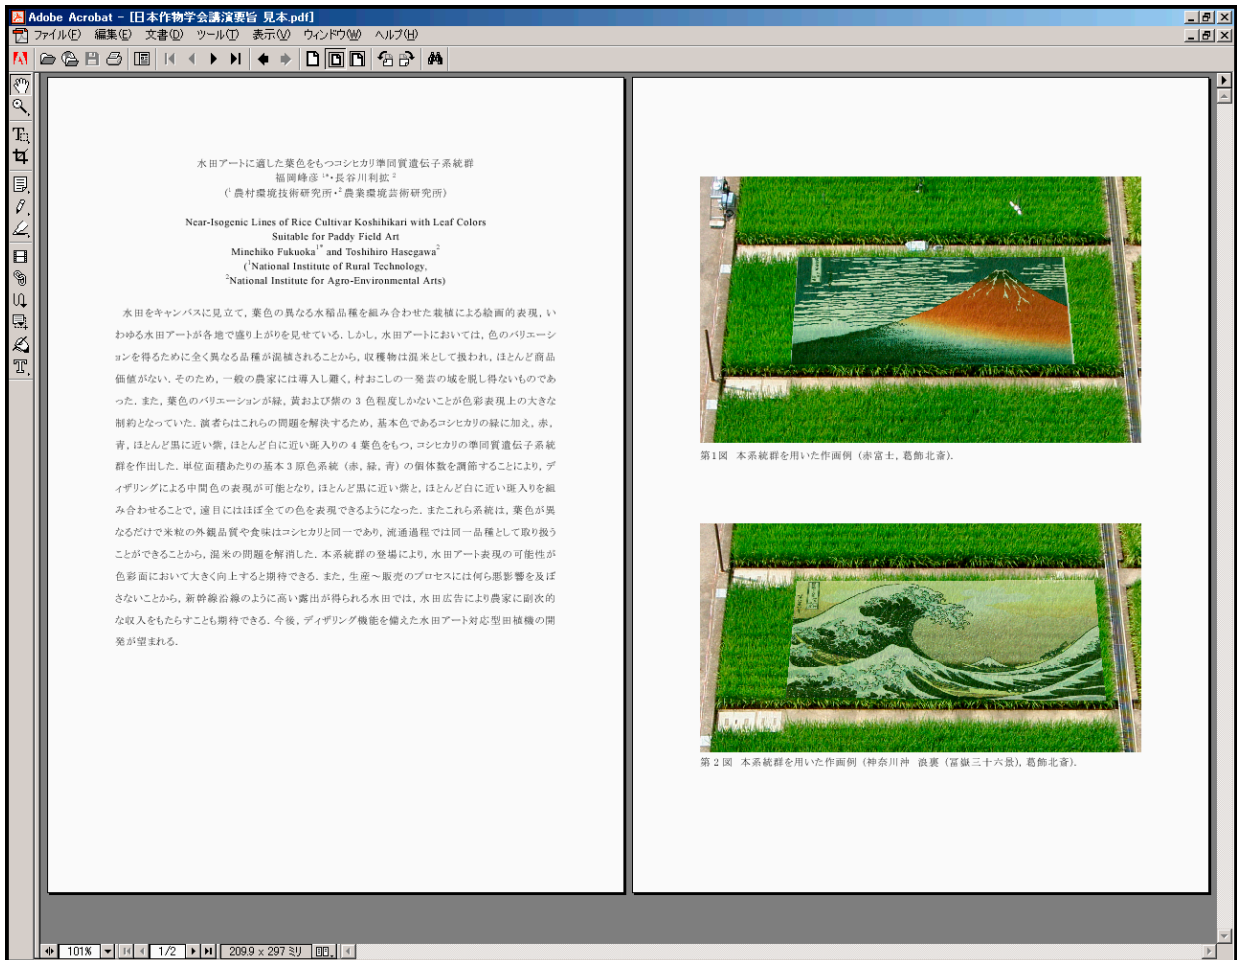 Adobe Acrobat - [日本作物学会講演要旨 見本.pdf]
ファイル(F) 編集(E) 文書(D) ツール(T) 表示(V) ウィンドウ(W) ヘルプ(H)
水田アートに適した葉色をもつコシヒカリ準同質遺伝子系統群
福岡峰彦 1*・長谷川利拡 2
(1 農村環境技術研究所・2 農業環境芸術研究所)
Near-Isogenic Lines of Rice Cultivar Koshihikari with Leaf Colors
Suitable for Paddy Field Art
Minehiko Fukuoka1* and Toshihiro Hasegawa2
(1National Institute of Rural Technology,
2National Institute for Agro-Environmental Arts)
水田をキャンバスに見立て, 葉色の異なる水稲品種を組み合わせた栽植による絵画的表現, い
わゆる水田アートが各地で盛り上がりを見せている. しかし, 水田アートにおいては, 色のバリエーシ
ョンを得るために全く異なる品種が混植されることから, 収穫物は混米として扱われ, ほとんど商品
価値がない. そのため, 一般の農家には導入し難く, 村おこしの一発芸の域を脱し得ないものであ
った. また, 葉色のバリエーションが緑, 黄および紫の 3 色程度しかないことが色彩表現上の大きな
制約となっていた. 演者らはこれらの問題を解決するため, 基本色であるコシヒカリの緑に加え, 赤,
青, ほとんど黒に近い紫, ほとんど白に近い斑入りの 4 葉色をもつ, コシヒカリの準同質遺伝子系統
群を作出した. 単位面積あたりの基本 3 原色系統 (赤, 緑, 青) の個体数を調節することにより, デ
ィザリングによる中間色の表現が可能となり, ほとんど黒に近い紫と, ほとんど白に近い斑入りを組
み合わせることで, 遠目にはほぼ全ての色を表現できるようになった. またこれら系統は, 葉色が異
なるだけで米粒の外観品質や食味はコシヒカリと同一であり, 流通過程では同一品種として取り扱う
ことができることから, 混米の問題を解消した. 本系統群の登場により, 水田アート表現の可能性が
色彩面において大きく向上すると期待できる. また, 生産～販売のプロセスには何ら悪影響を及ぼ
さないことから, 新幹線沿線のように高い露出が得られる水田では, 水田広告により農家に副次的
な収入をもたらすことも期待できる. 今後, ディザリング機能を備えた水田アート対応型田植機の開
発が望まれる.
第1図 本系統群を用いた作画例 (赤富士, 葛飾北斎).
第 2 図 本系統群を用いた作画例 (神奈川沖 浪裏 (冨嶽三十六景), 葛飾北斎).
101% 1/2 209.9 x 297 ミリ